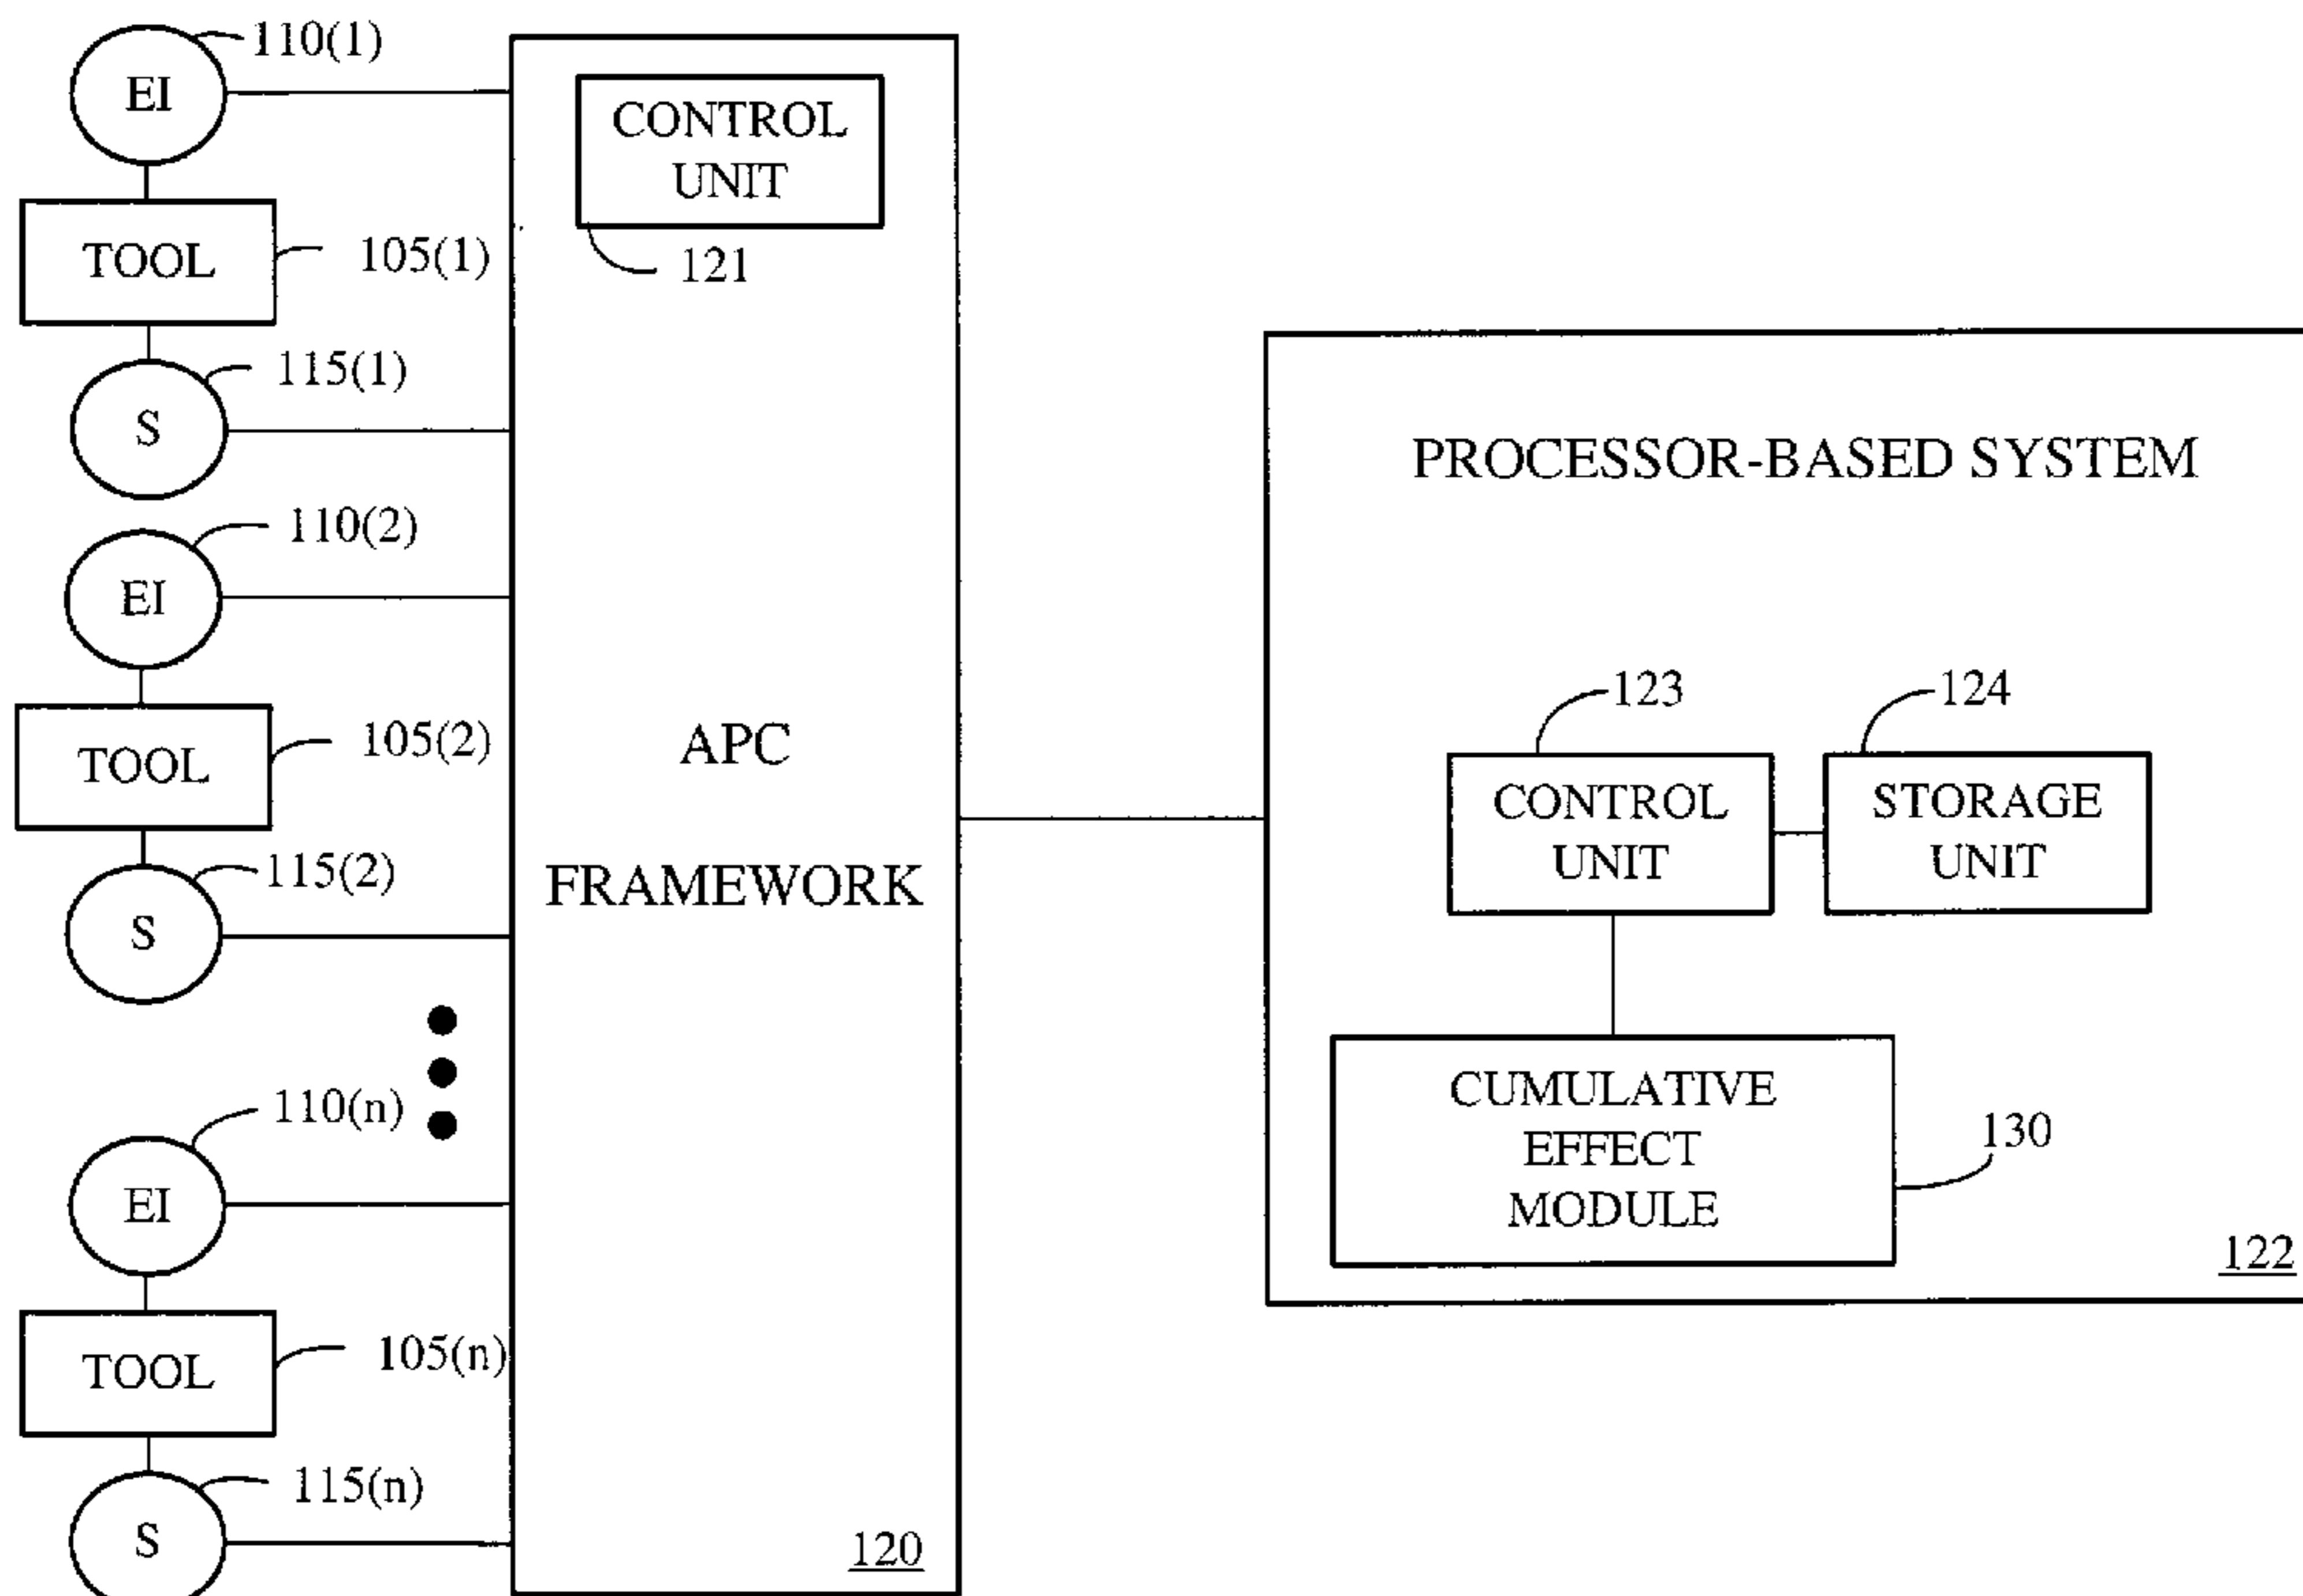 110(1)
EI
TOOL
105(1)
115(1)
S
110(2)
EI
TOOL
105(2)
115(2)
S
110(n)
EI
TOOL
105(n)
115(n)
S
CONTROL
UNIT
121
APC
FRAMEWORK
120
PROCESSOR-BASED SYSTEM
123
CONTROL
UNIT
124
STORAGE
UNIT
CUMULATIVE
EFFECT
MODULE
130
122